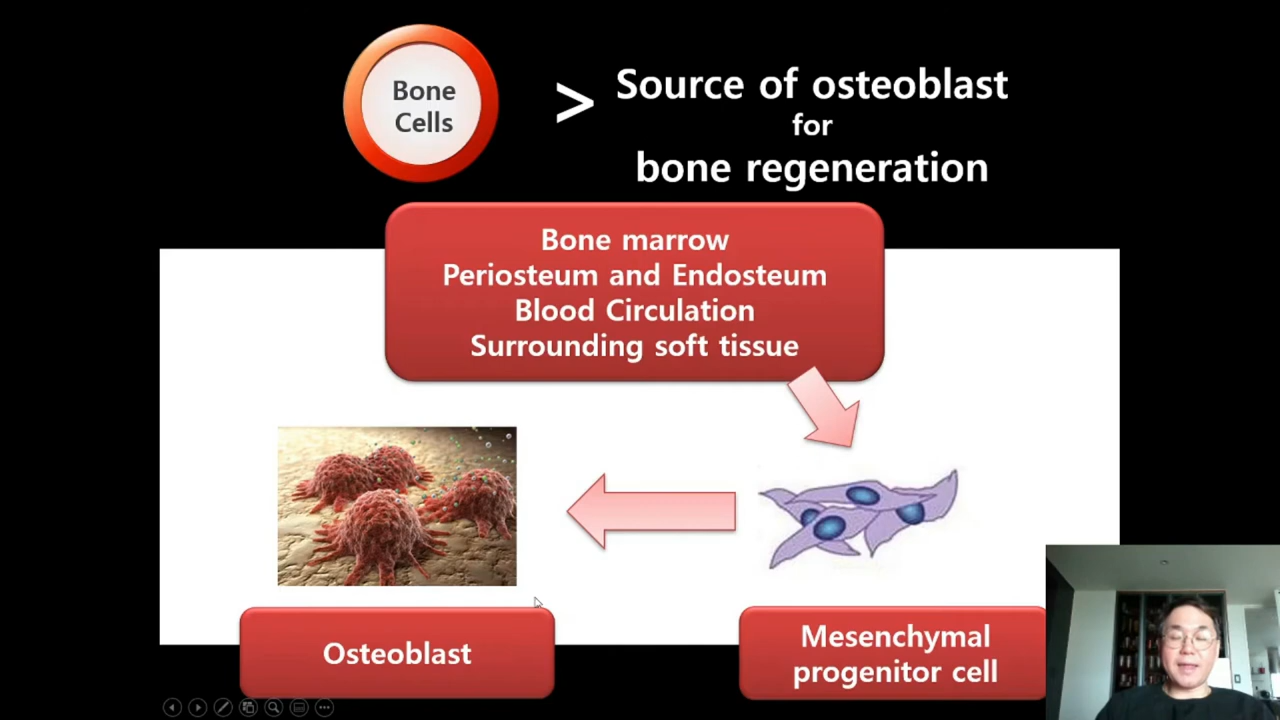 Bone
Cells
>
Source of osteoblast
for
bone regeneration
Bone marrow
Periosteum and Endosteum
Blood Circulation
Surrounding soft tissue
Osteoblast
Mesenchymal
progenitor cell